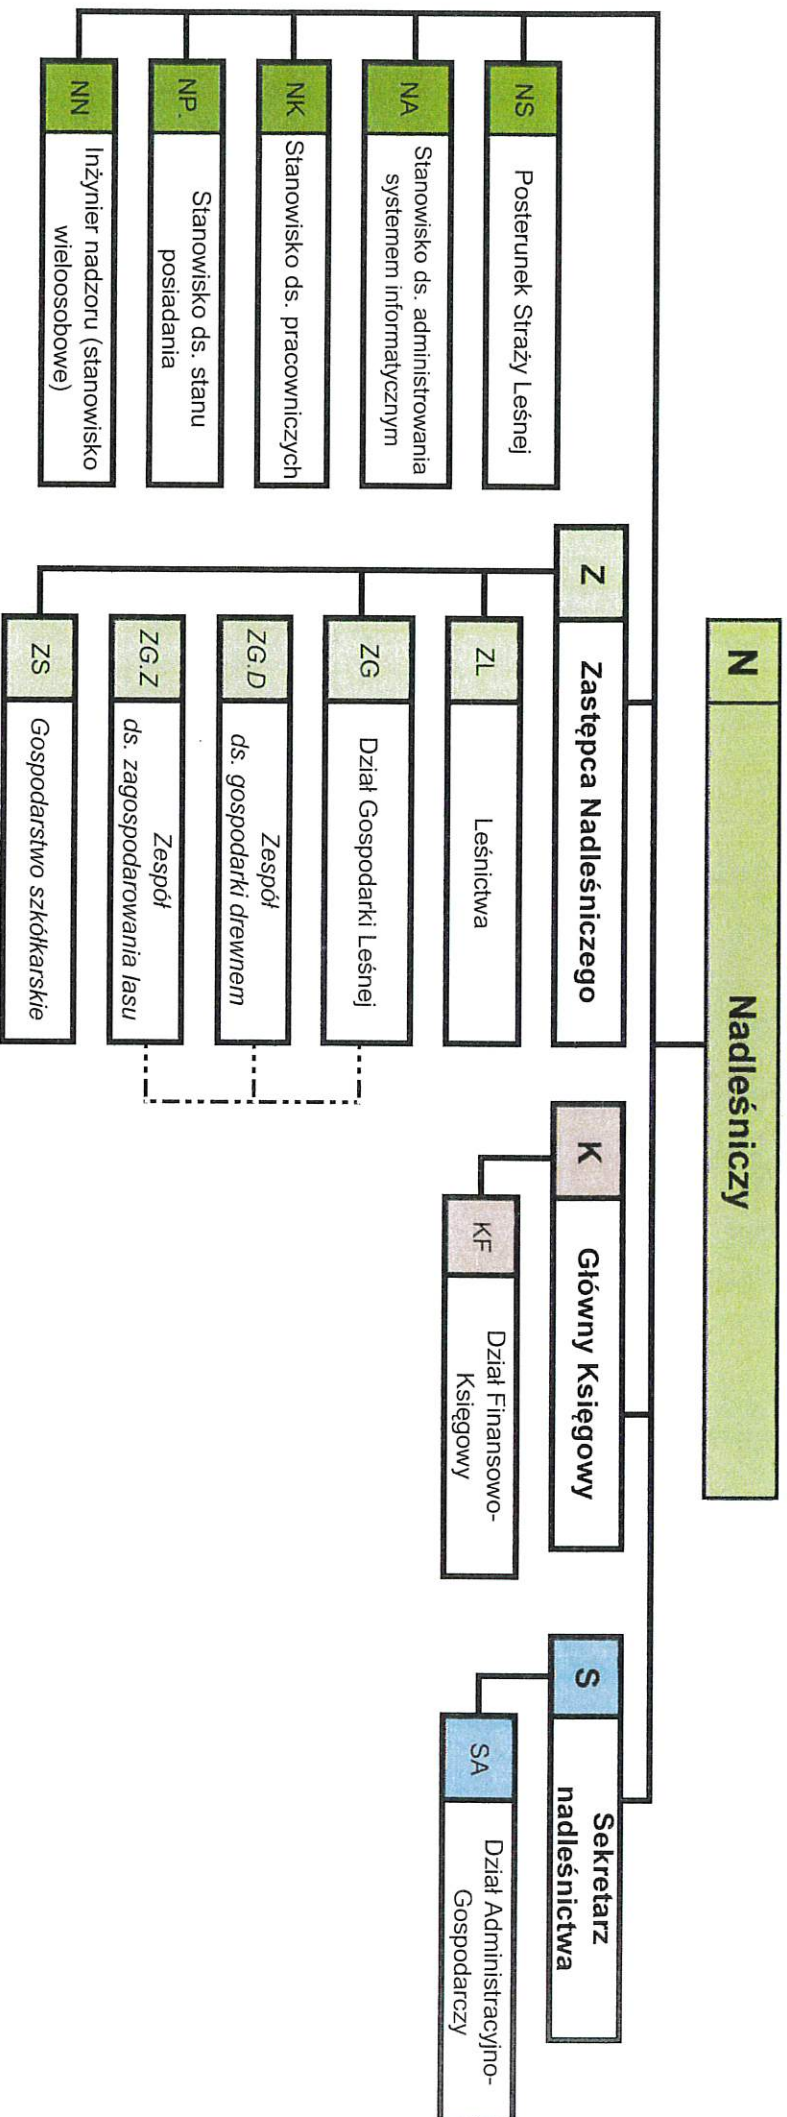 N
Nadleśniczy
NS
Posterunek Straży Leśnej
NA
Stanowisko ds. administrowania
systemem informatycznym
NK
Stanowisko ds. pracowniczych
NP.
Stanowisko ds. stanu
posiadania
NN
Inżynier nadzoru (stanowisko
wieloosobowe)
Z
Zastępca Nadleśniczego
ZL
Leśnictwa
ZG
Dział Gospodarki Leśnej
ZG.D
Zespół
ds. gospodarki drewnem
ZG.Z
Zespół
ds. zagospodarowania lasu
ZS
Gospodarstwo szkółkarskie
K
Główny Księgowy
KF
Dział Finansowo-
Księgowy
S
Sekretarz
nadleśnictwa
SA
Dział Administracyjno-
Gospodarczy